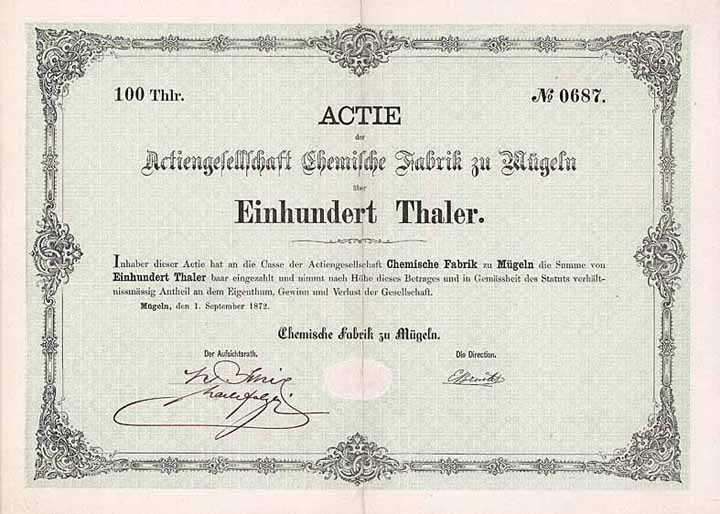 100 Thlr.
№ 0687.
ACTIE
der
Actiengesellschaft Chemische Fabrik zu Mügeln
über
Einhundert Thaler.
Inhaber dieser Actie hat an die Casse der Actiengesellschaft Chemische Fabrik zu Mügeln die Summe von
Einhundert Thaler baar eingezahlt und nimmt nach Höhe dieses Betrages und in Gemässheit des Statuts verhält-
nissmässig Antheil an dem Eigenthum, Gewinn und Verlust der Gesellschaft.
Mügeln, den 1. September 1872.
Chemische Fabrik zu Mügeln.
Der Aufsichtsrath.
Die Direction.